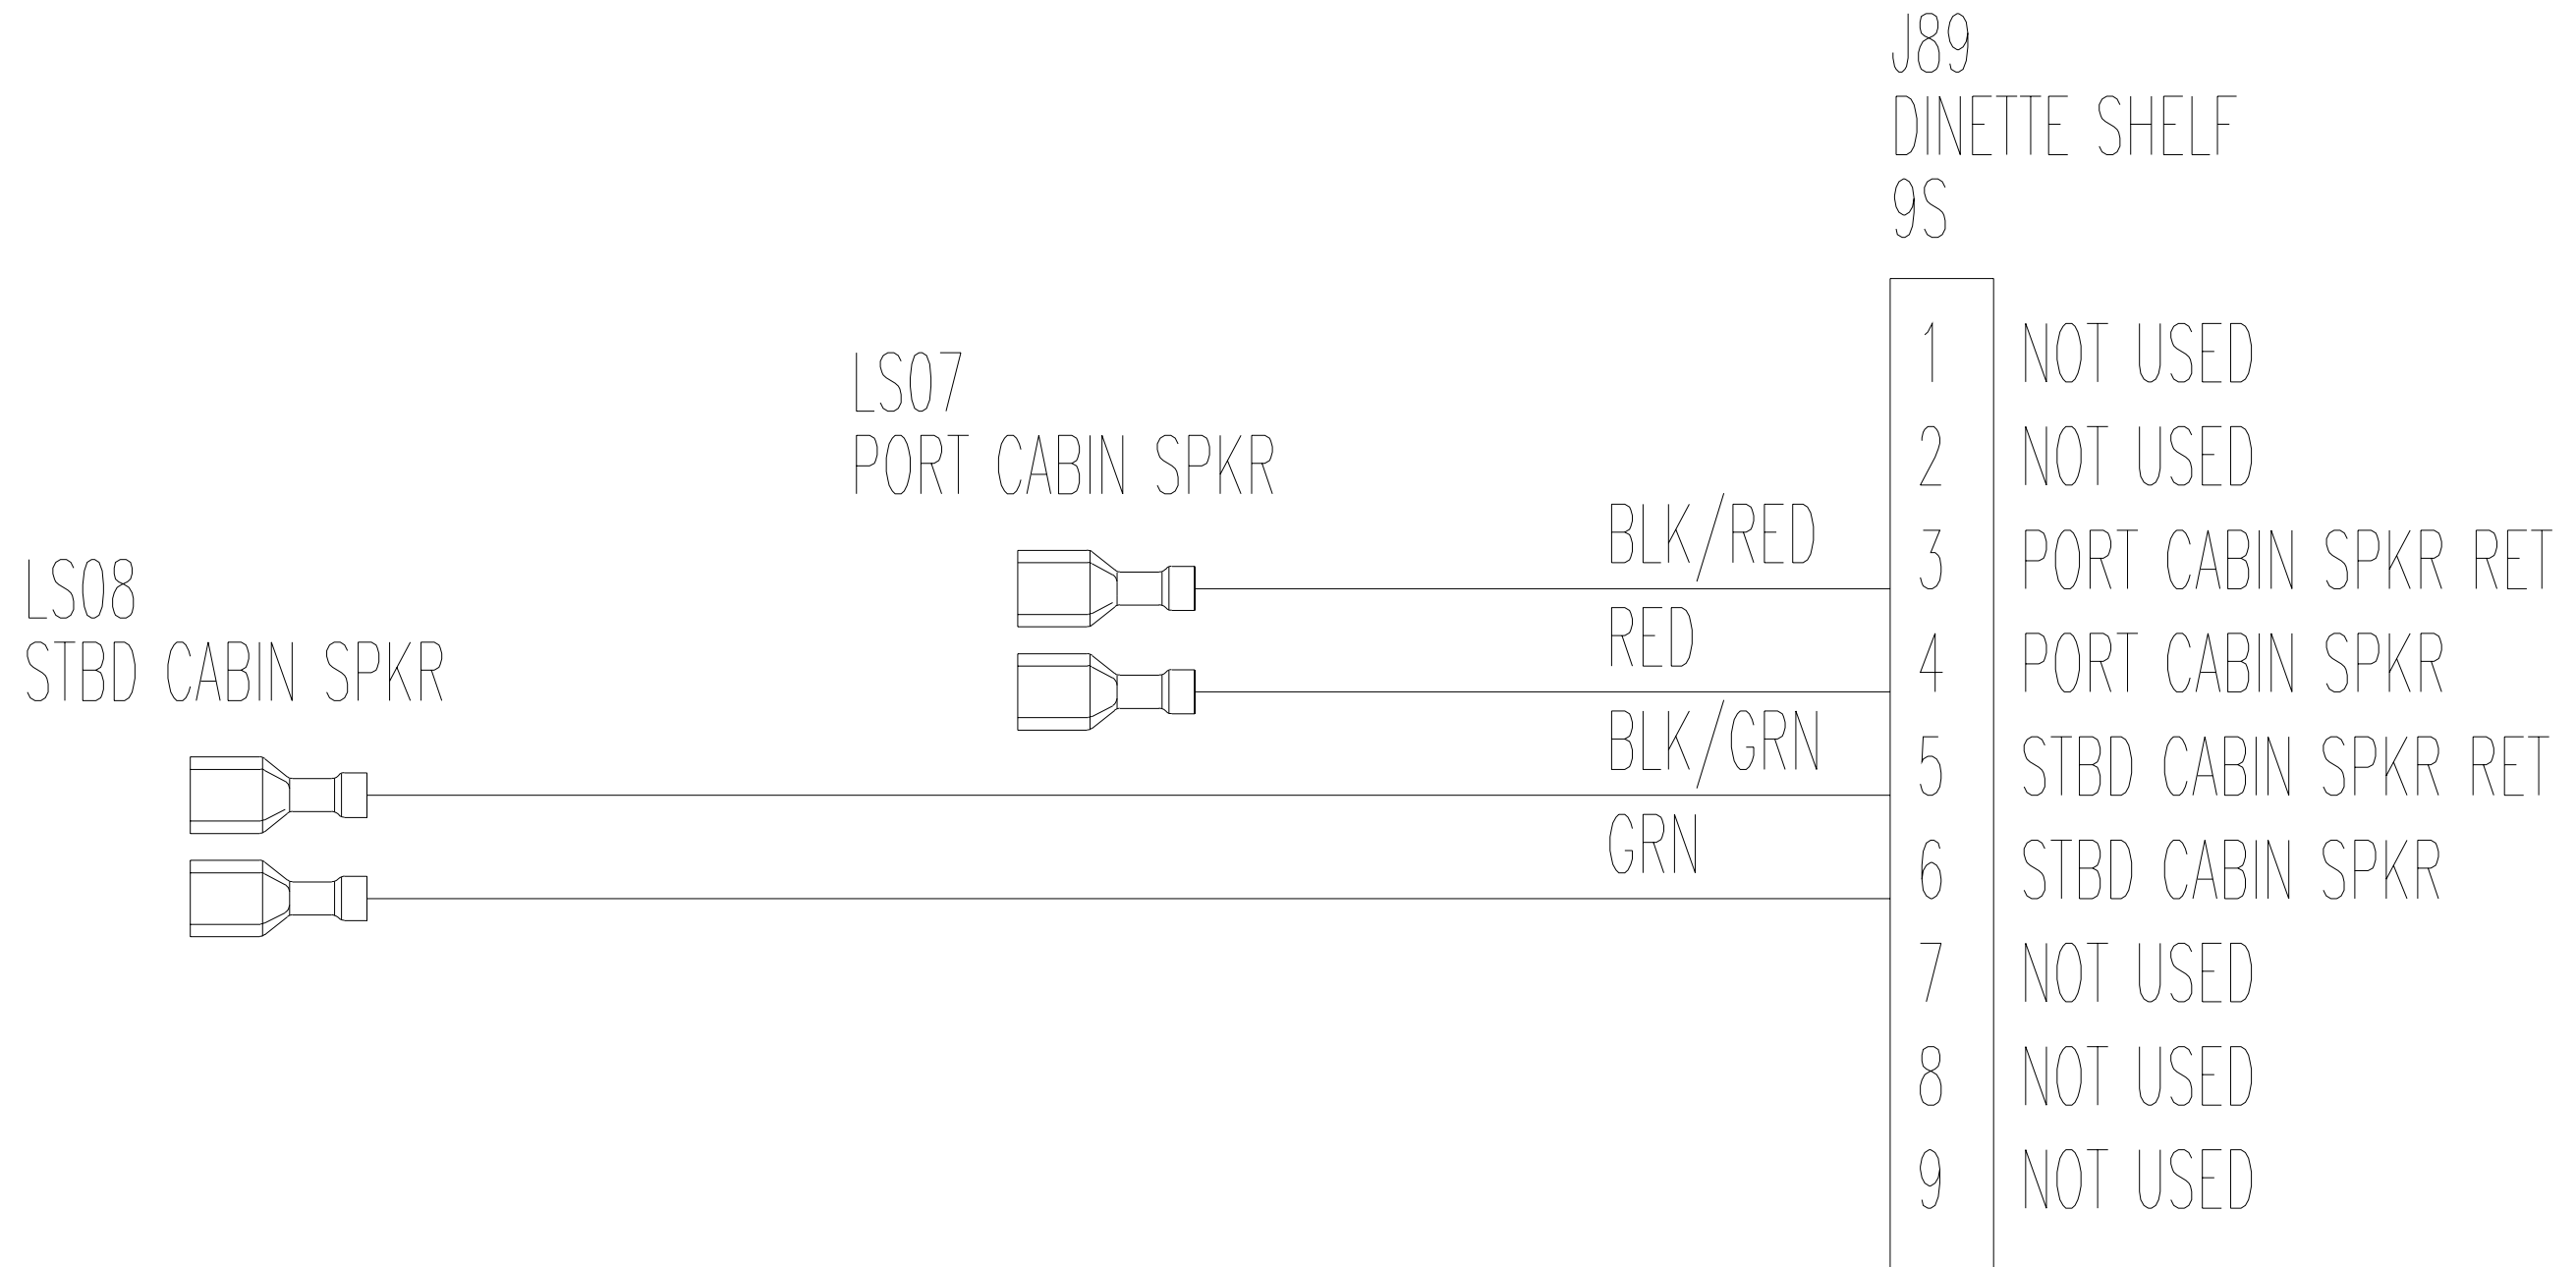 J89
DINETTE SHELF
9S
1 NOT USED
LS07
PORT CABIN SPKR
2 NOT USED
BLK/RED
3 PORT CABIN SPKR RET
LS08
STBD CABIN SPKR
RED
4 PORT CABIN SPKR
BLK/GRN
5 STBD CABIN SPKR RET
GRN
6 STBD CABIN SPKR
7 NOT USED
8 NOT USED
9 NOT USED